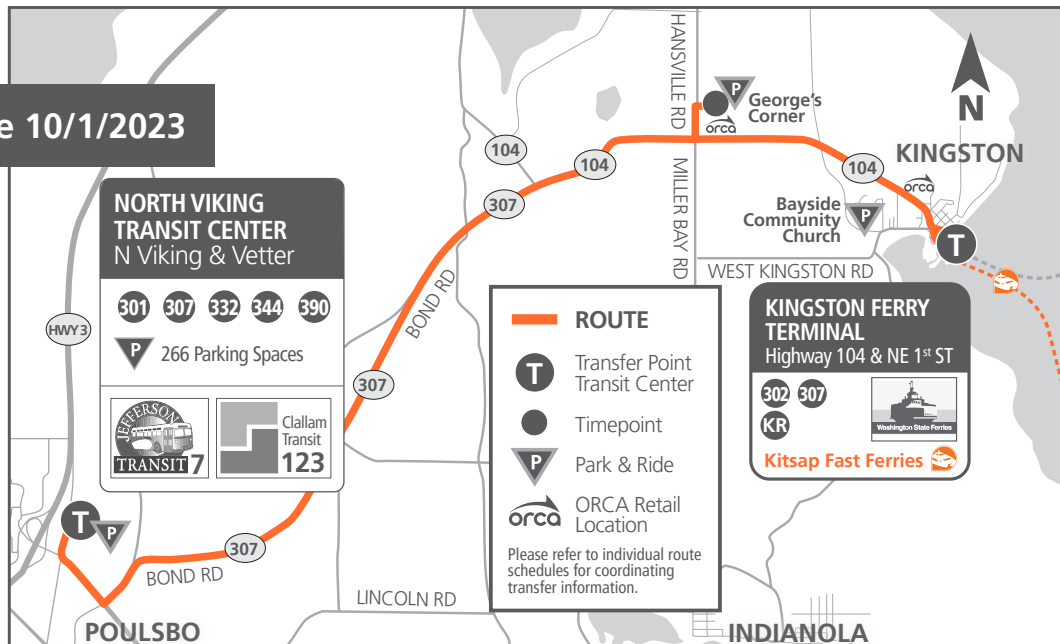 e 10/1/2023
HANSVILLE RD
P
George's
Corner
orca
N
104
104
104
KINGSTON
orca
307
MILLER BAY RD
Bayside
Community
Church
P
T
WEST KINGSTON RD
NORTH VIKING
TRANSIT CENTER
N Viking & Vetter
301 307 332 344 390
P 266 Parking Spaces
JEFFERSON
TRANSIT 7
Clallam
Transit
123
HWY 3
BOND RD
307
ROUTE
T Transfer Point
Transit Center
Timepoint
P Park & Ride
orca ORCA Retail
Location
Please refer to individual route
schedules for coordinating
transfer information.
KINGSTON FERRY
TERMINAL
Highway 104 & NE 1st ST
302 307
KR
Washington State Ferries
Kitsap Fast Ferries
T
P
307
BOND RD
LINCOLN RD
POULSBO
INDIANOLA